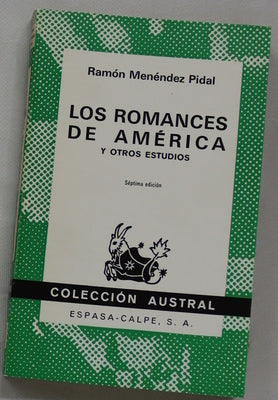 Ramón Menéndez Pidal
LOS ROMANCES
DE AMÉRICA
Y OTROS ESTUDIOS
Séptima edición
COLECCIÓN AUSTRAL
ESPASA-CALPE, S. A.